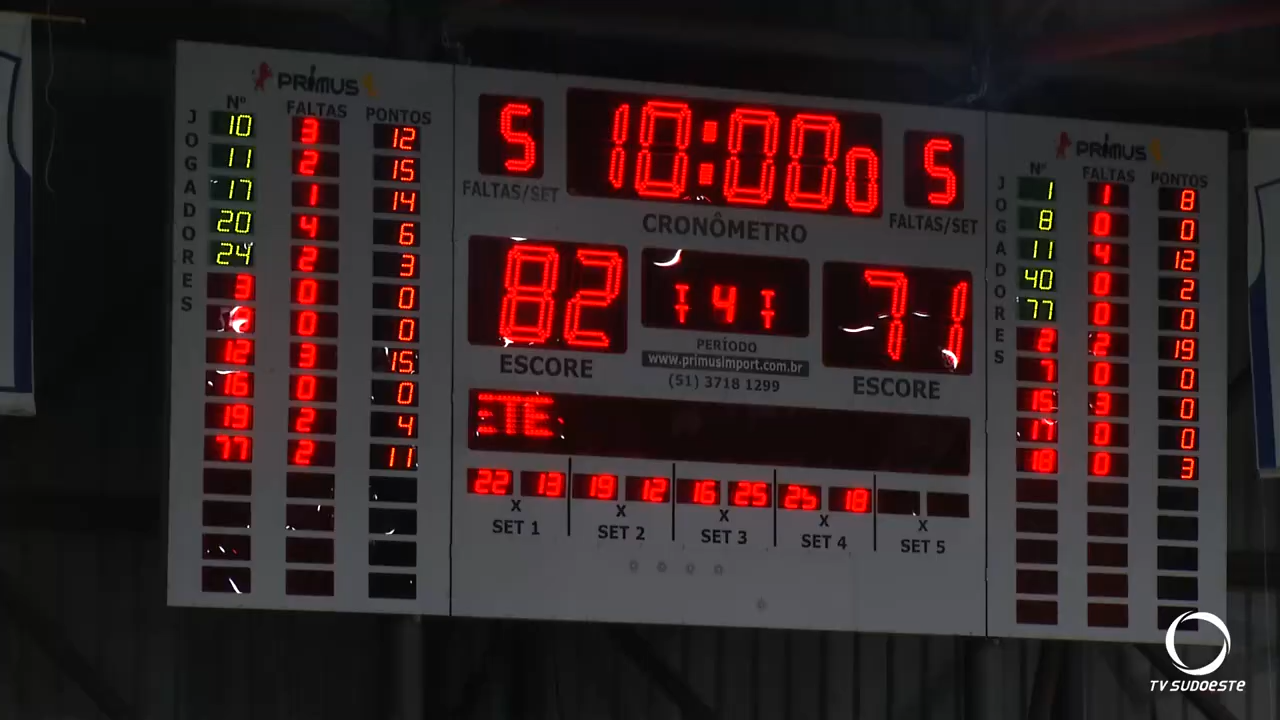 PRIMUS
Nº FALTAS PONTOS
JOGADORES
10 3 12
11 2 15
17 1 14
20 4 6
24 2 3
3 0 0
0 0
12 3 15
16 0 0
19 2 4
77 2 11
5 10:00 0 5
FALTAS/SET CRONÔMETRO FALTAS/SET
82 T T 4 T T 71
ESCORE PERÍODO ESCORE
www.primusimport.com.br
(51) 3718 1299
22 13 19 12 16 25 25 18
X X X X X
SET 1 SET 2 SET 3 SET 4 SET 5
PRIMUS
Nº FALTAS PONTOS
JOGADORES
1 1 8
8 0 0
11 4 12
40 0 2
77 0 0
2 2 19
7 0 0
15 3 0
0 0
18 0 3
TV SUDOESTE